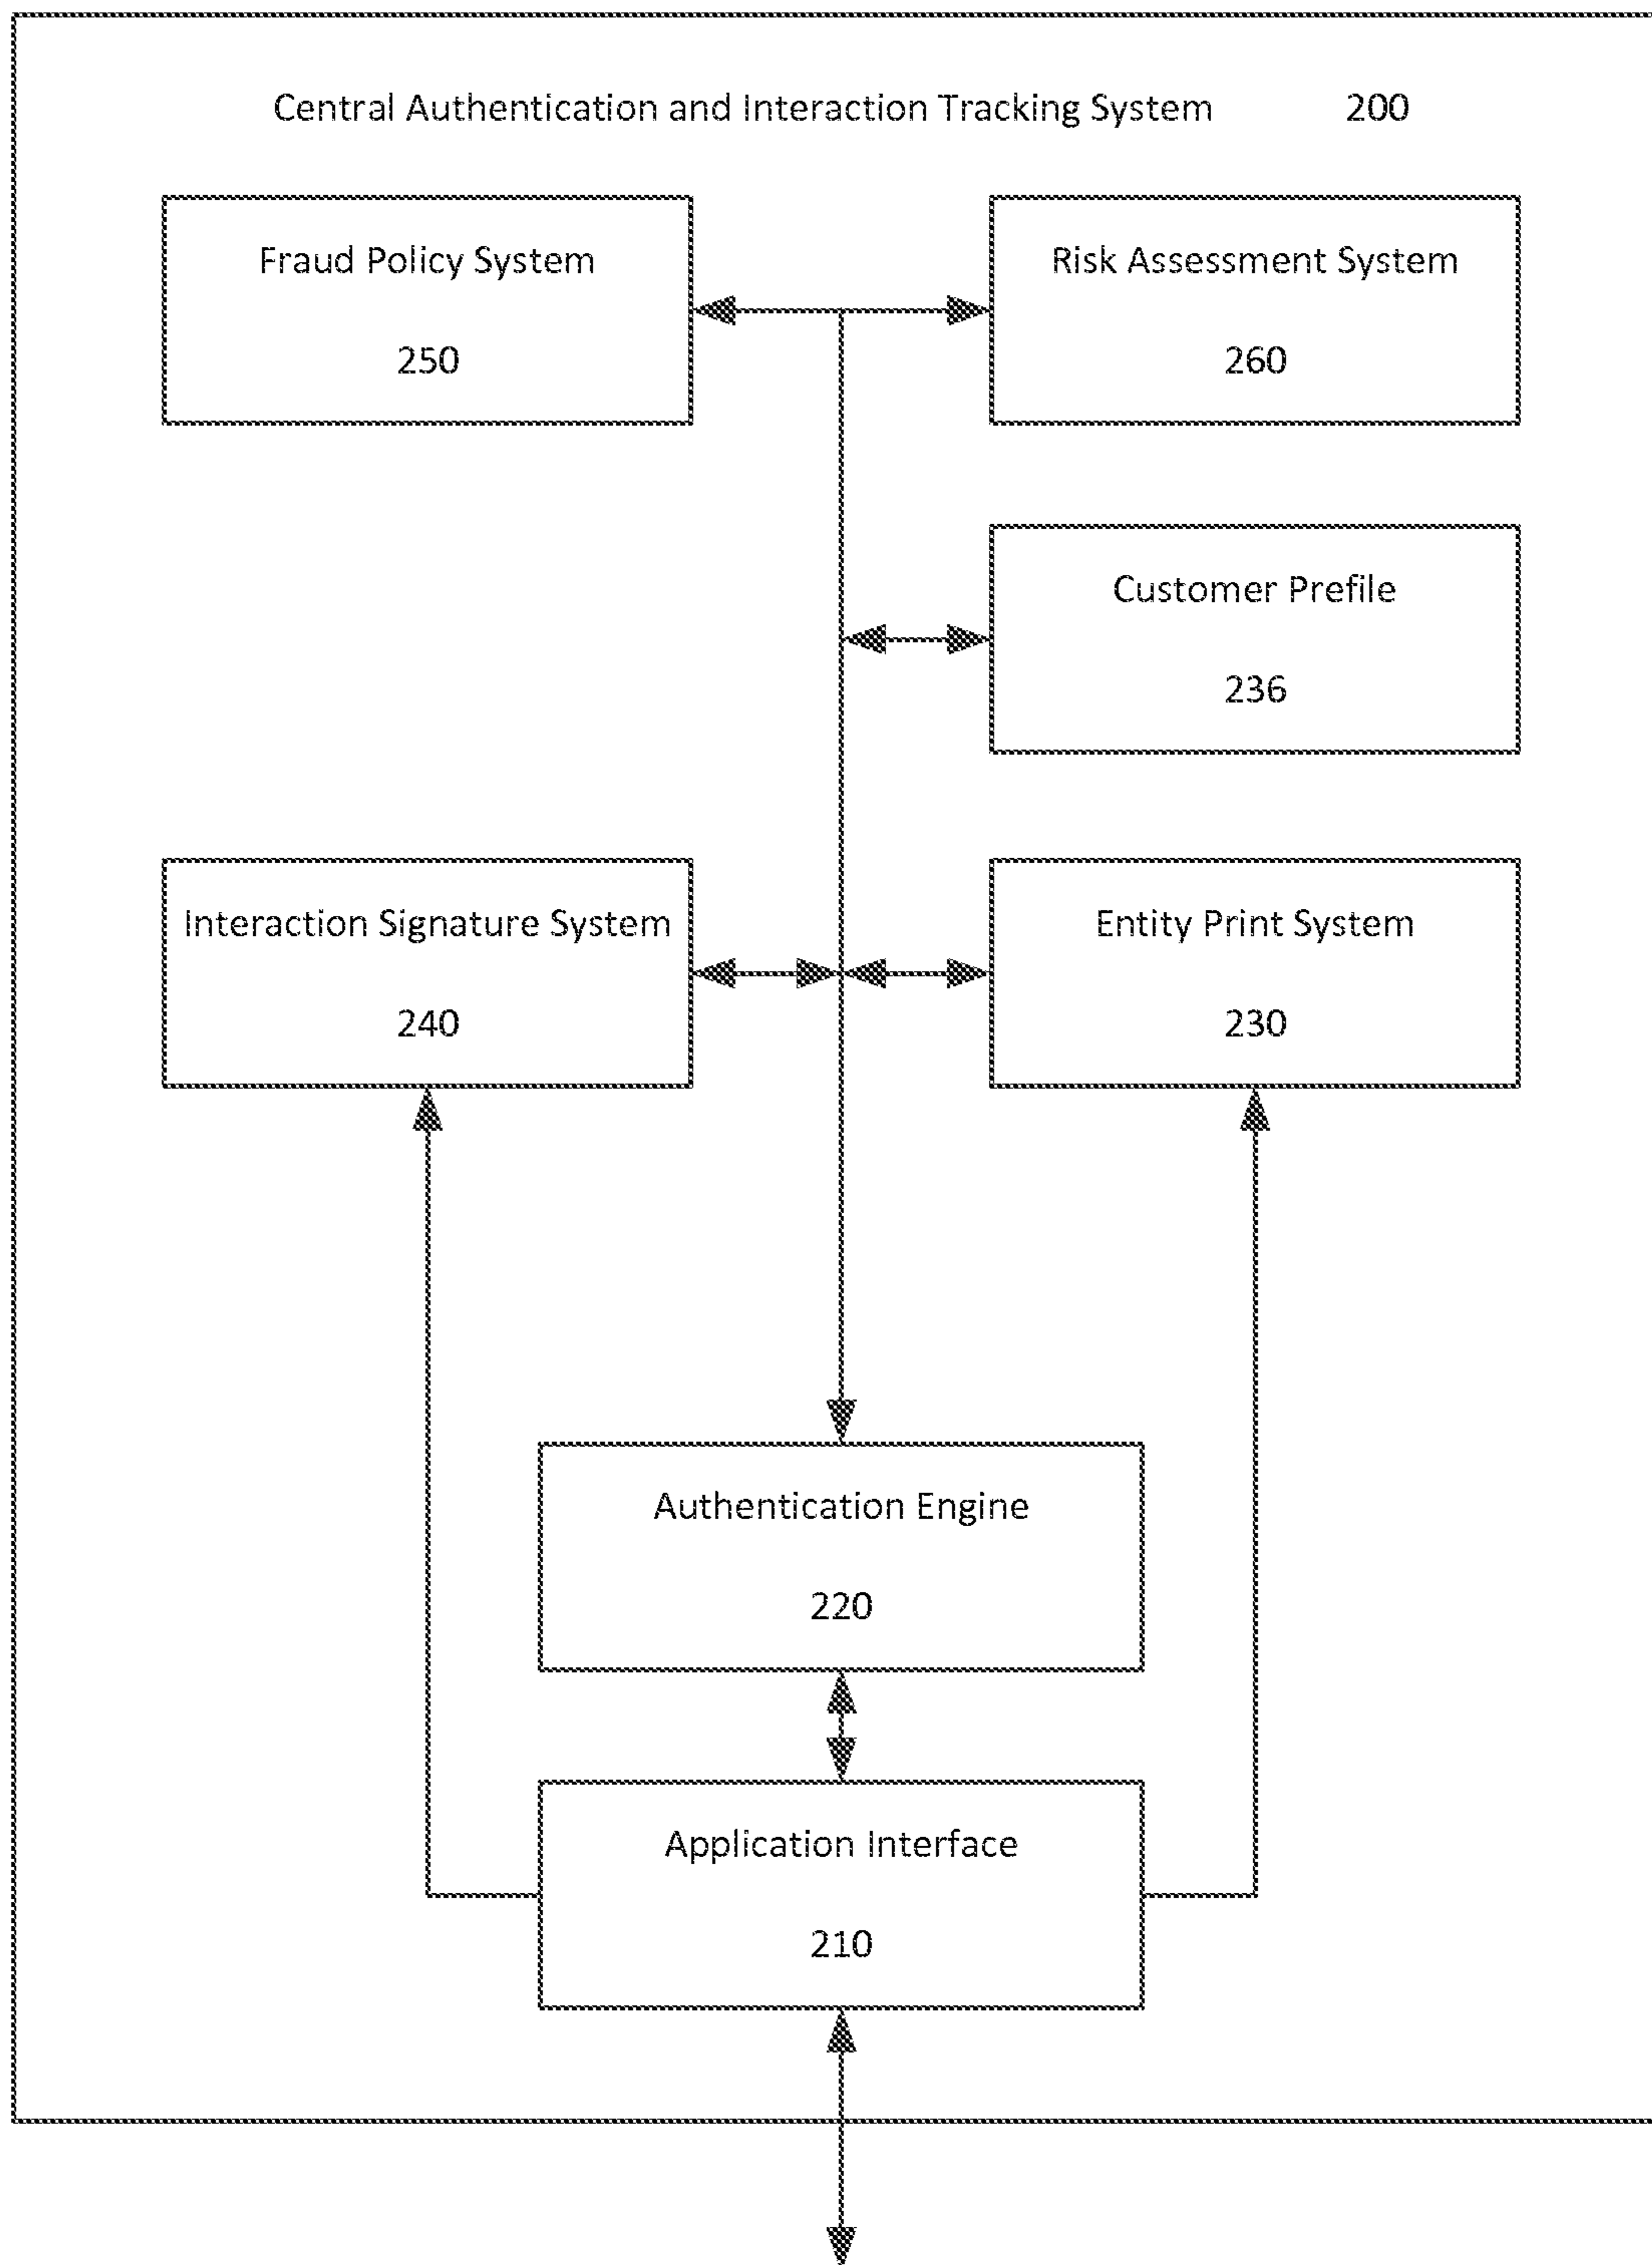 Central Authentication and Interaction Tracking System 200
Fraud Policy System
250
Risk Assessment System
260
Customer Prefile
236
Interaction Signature System
240
Entity Print System
230
Authentication Engine
220
Application Interface
210